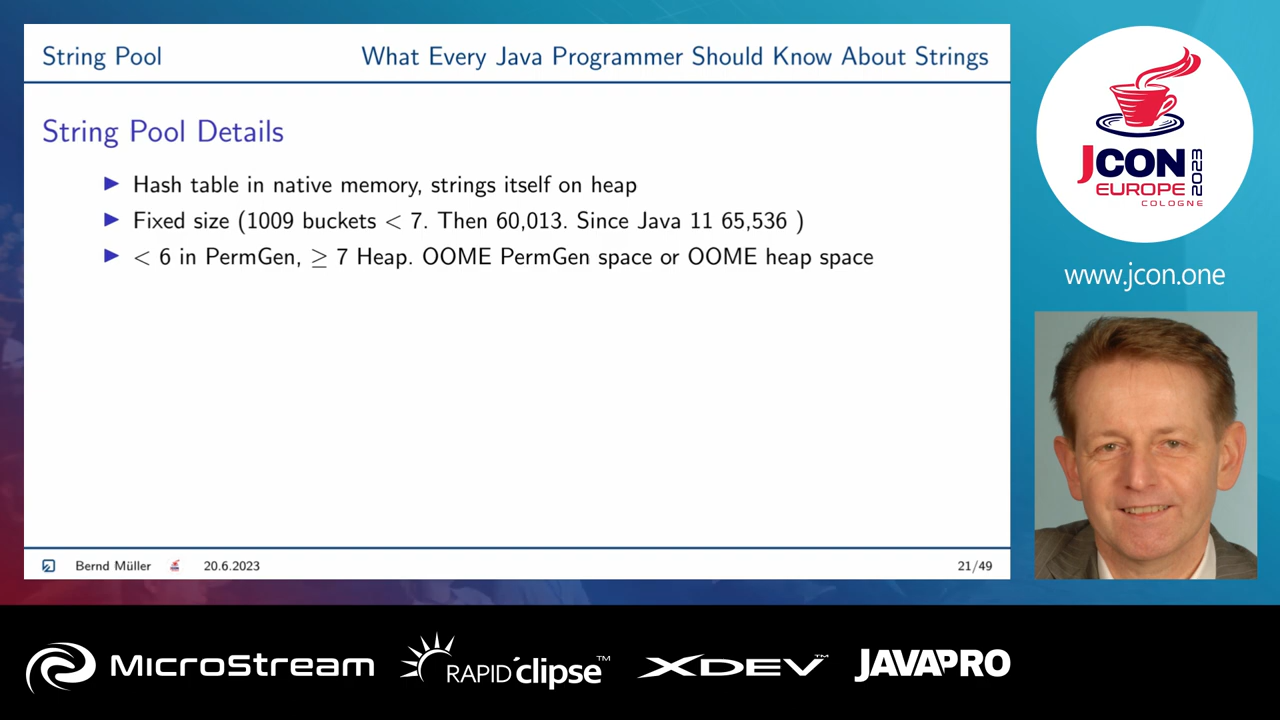 String Pool
What Every Java Programmer Should Know About Strings
String Pool Details
Hash table in native memory, strings itself on heap
Fixed size (1009 buckets < 7. Then 60,013. Since Java 11 65,536 )
< 6 in PermGen, ≥ 7 Heap. OOME PermGen space or OOME heap space
Bernd Müller 20.6.2023 21/49
JCON 2023
EUROPE
COLOGNE
www.jcon.one
MICROSTREAM
RAPIDclipse™
XDEV™
JAVAPRO